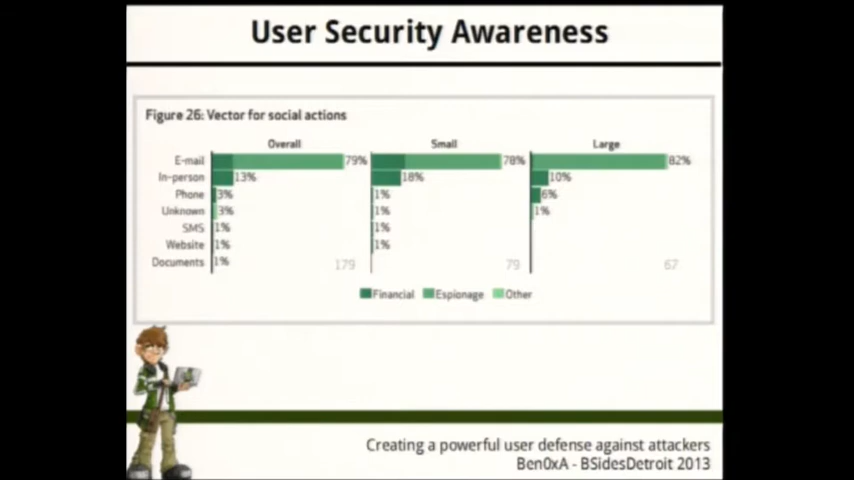 User Security Awareness
Figure 26: Vector for social actions
Overall Small Large
E-mail 79% 78% 82%
In-person 13% 18% 10%
Phone 3% 1% 6%
Unknown 3% 1% 1%
SMS 1% 1%
Website 1% 1%
Documents 1%
179 79 67
Financial Espionage Other
Creating a powerful user defense against attackers
Ben0xA - BSidesDetroit 2013